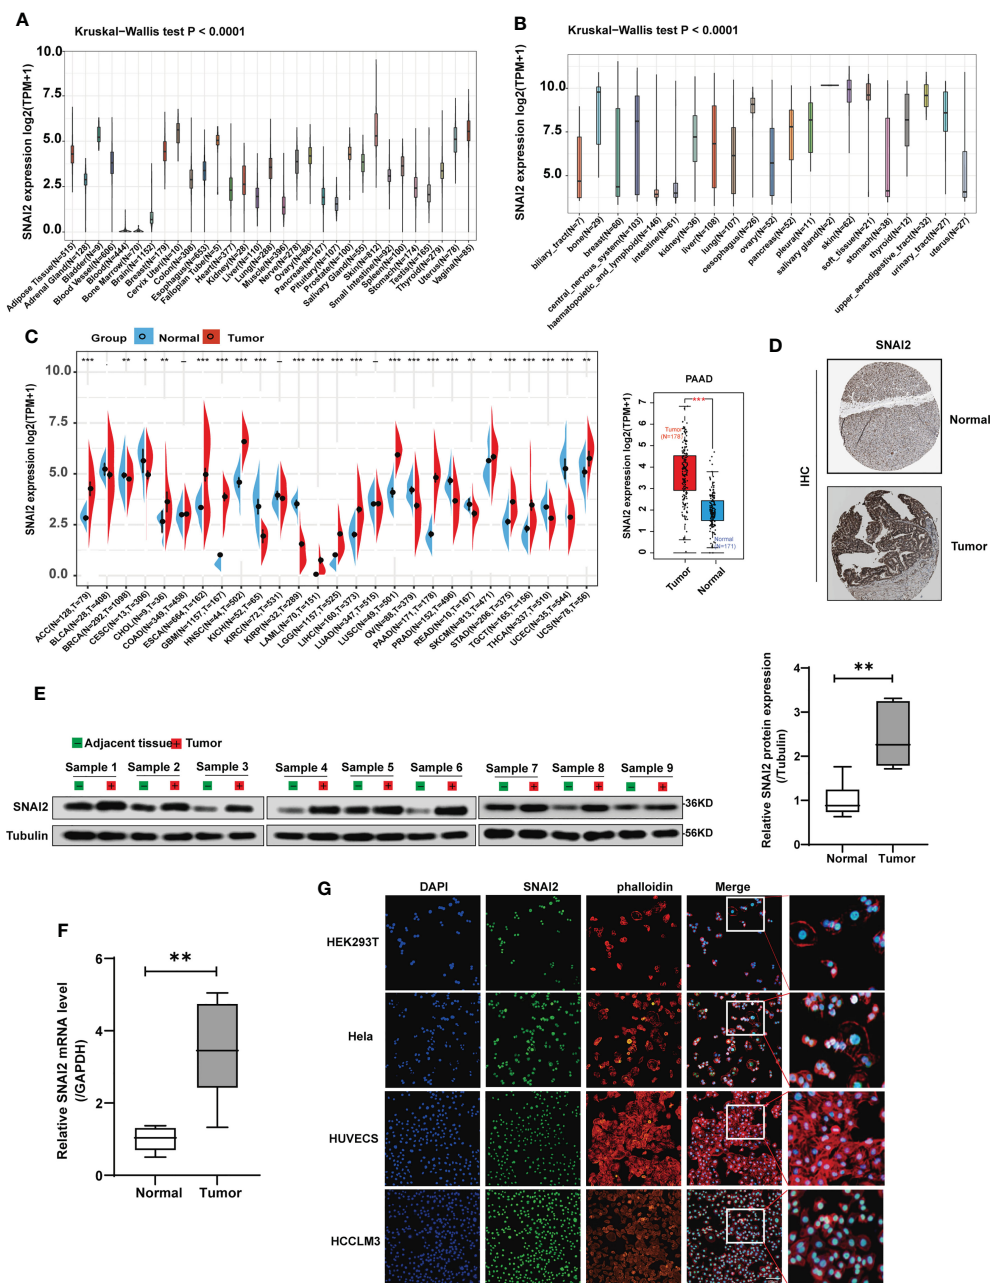 A
Kruskal−Wallis test P < 0.0001
SNAI2 expression log2(TPM+1)
10.0
7.5
5.0
2.5
0.0
Adipose Tissue(N=515)
Adrenal Gland(N=128)
Bladder(N=9)
Blood Vessel(N=606)
Blood(N=444)
Bone Marrow(N=70)
Brain(N=1152)
Breast(N=179)
Cervix Uteri(N=10)
Colon(N=308)
Esophagus(N=653)
Fallopian Tube(N=5)
Heart(N=377)
Kidney(N=28)
Liver(N=110)
Lung(N=288)
Muscle(N=396)
Nerve(N=278)
Ovary(N=88)
Pancreas(N=167)
Pituitary(N=107)
Prostate(N=100)
Salivary Gland(N=55)
Skin(N=812)
Small Intestine(N=92)
Spleen(N=100)
Stomach(N=174)
Testis(N=165)
Thyroid(N=279)
Uterus(N=78)
Vagina(N=85)
B
Kruskal−Wallis test P < 0.0001
SNAI2 expression log2(TPM+1)
10.0
7.5
5.0
biliary_tract(N=7)
bone(N=29)
breast(N=60)
central_nervous_system(N=103)
haematopoietic_and_lymphoid(N=146)
intestine(N=61)
kidney(N=36)
liver(N=108)
lung(N=107)
oesophagus(N=26)
ovary(N=52)
pancreas(N=52)
pleura(N=11)
salivary gland(N=2)
skin(N=62)
soft_tissue(N=21)
stomach(N=38)
thyroid(N=12)
upper_aerodigestive_tract(N=32)
urinary_tract(N=27)
uterus(N=27)
C
Group Normal Tumor
SNAI2 expression log2(TPM+1)
*** − ** * − *** *** *** *** − *** *** *** *** − *** *** *** *** ** * *** *** *** *** **
10.0
7.5
5.0
2.5
0.0
ACC(N=128, T=79)
BLCA(N=28, T=408)
BRCA(N=292, T=1098)
CESC(N=13, T=306)
CHOL(N=9, T=36)
COAD(N=349, T=458)
ESCA(N=664, T=162)
GBM(N=1157, T=167)
HNSC(N=44, T=502)
KICH(N=52, T=65)
KIRC(N=72, T=531)
KIRP(N=32, T=289)
LAML(N=70, T=151)
LGG(N=1157, T=525)
LIHC(N=160, T=373)
LUAD(N=347, T=515)
LUSC(N=49, T=501)
OV(N=88, T=379)
PAAD(N=171, T=178)
PRAD(N=152, T=496)
READ(N=10, T=167)
SKCM(N=813, T=471)
STAD(N=206, T=375)
TGCT(N=165, T=156)
THCA(N=337, T=510)
UCEC(N=35, T=544)
UCS(N=78, T=56)
PAAD
SNAI2 expression log2(TPM+1)
7
6
5
4
3
2
1
0
***
Tumor
(N=178)
Normal
(N=171)
Tumor
Normal
D
SNAI2
IHC
Normal
Tumor
E
− Adjacent tissue + Tumor
Sample 1 Sample 2 Sample 3 Sample 4 Sample 5 Sample 6 Sample 7 Sample 8 Sample 9
− + − + − + − + − + − + − + − + − +
SNAI2
-36KD
Tubulin
-56KD
Relative SNAI2 protein expression
(/Tubulin)
4
3
2
1
0
**
Normal Tumor
F
Relative SNAI2 mRNA level
(/GAPDH)
6
4
2
0
**
Normal Tumor
G
DAPI SNAI2 phalloidin Merge
HEK293T
Hela
HUVECS
HCCLM3